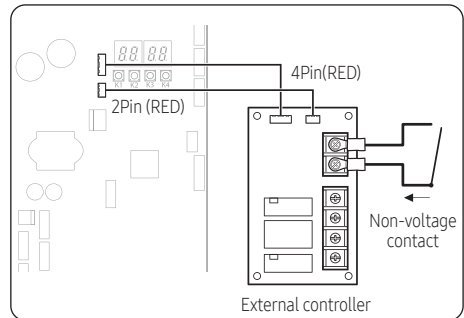 88 88
K1 K2 K3 K4
4Pin(RED)
2Pin (RED)
Non-voltage
contact
External controller